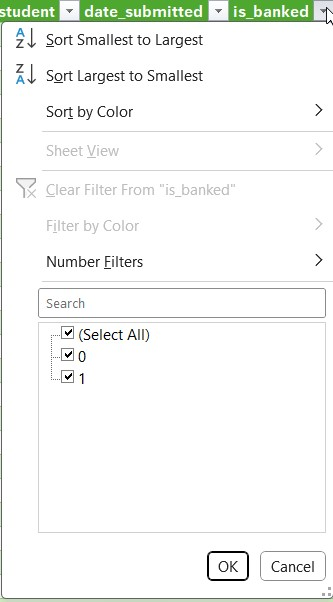 student date_submitted is_banked
Sort Smallest to Largest
Sort Largest to Smallest
Sort by Color
Sheet View
Clear Filter From "is_banked"
Filter by Color
Number Filters
Search
(Select All)
0
1
OK Cancel